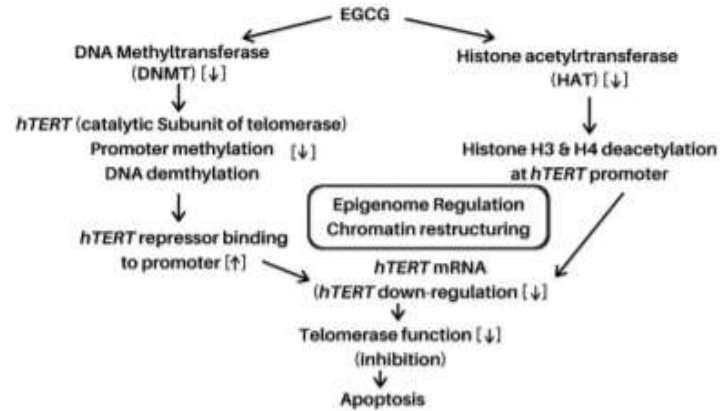 EGCG
DNA Methyltransferase
(DNMT) [↓]
Histone acetylrtransferase
(HAT) [↓]
hTERT (catalytic Subunit of telomerase)
Promoter methylation [↓]
DNA demthylation
Histone H3 & H4 deacetylation
at hTERT promoter
Epigenome Regulation
Chromatin restructuring
hTERT repressor binding
to promoter [↑]
hTERT mRNA
(hTERT down-regulation [↓]
Telomerase function [↓]
(inhibition)
Apoptosis